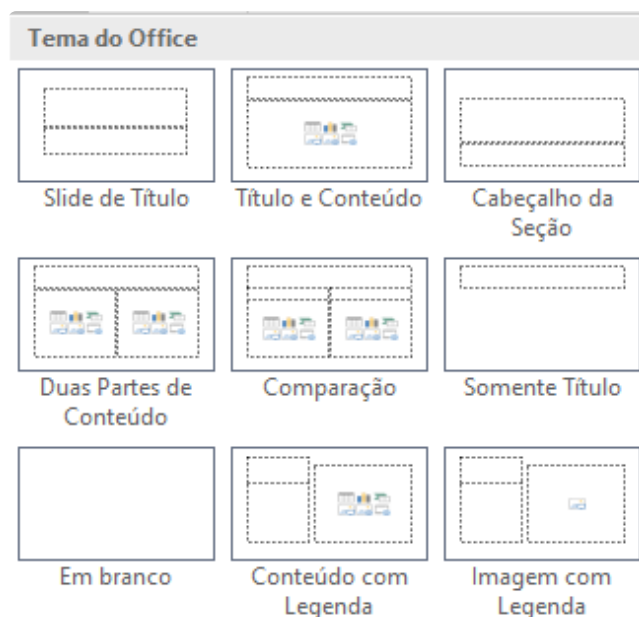 Tema do Office
Slide de Título
Título e Conteúdo
Cabeçalho da
Seção
Duas Partes de
Conteúdo
Comparação
Somente Título
Em branco
Conteúdo com
Legenda
Imagem com
Legenda